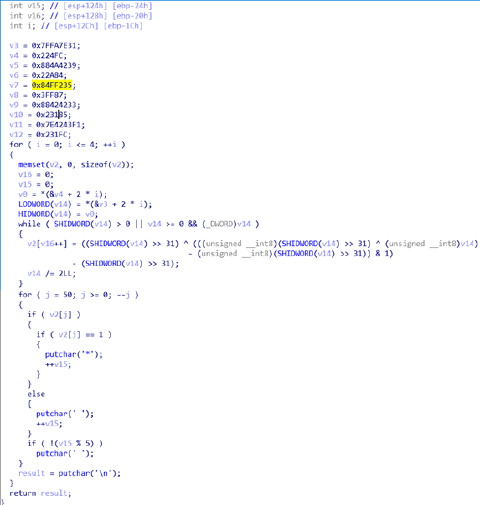 int v15; // [esp+124h] [ebp-24h]
int v16; // [esp+128h] [ebp-20h]
int i; // [esp+12Ch] [ebp-1Ch]
v3 = 0x7FFA7E31;
v4 = 0x224FC;
v5 = 0x884A4239;
v6 = 0x22A84;
v7 = 0x84FF235;
v8 = 0x3FF87;
v9 = 0x88424233;
v10 = 0x23185;
v11 = 0x7E4243F1;
v12 = 0x231FC;
for ( i = 0; i <= 4; ++i )
{
memset(v2, 0, sizeof(v2));
v16 = 0;
v15 = 0;
v0 = *(&v4 + 2 * i);
LODWORD(v14) = *(&v3 + 2 * i);
HIDWORD(v14) = v0;
while ( SHIDWORD(v14) > 0 || v14 >= 0 && (_DWORD)v14 )
{
v2[v16++] = ((SHIDWORD(v14) >> 31) ^ (((unsigned __int8)(SHIDWORD(v14) >> 31) ^ (unsigned __int8)v14)
- (unsigned __int8)(SHIDWORD(v14) >> 31)) & 1)
- (SHIDWORD(v14) >> 31);
v14 /= 2LL;
}
for ( j = 50; j >= 0; --j )
{
if ( v2[j] )
{
if ( v2[j] == 1 )
{
putchar('*');
++v15;
}
}
else
{
putchar(' ');
++v15;
}
if ( !(v15 % 5) )
putchar(' ');
}
result = putchar('\n');
}
return result;
}